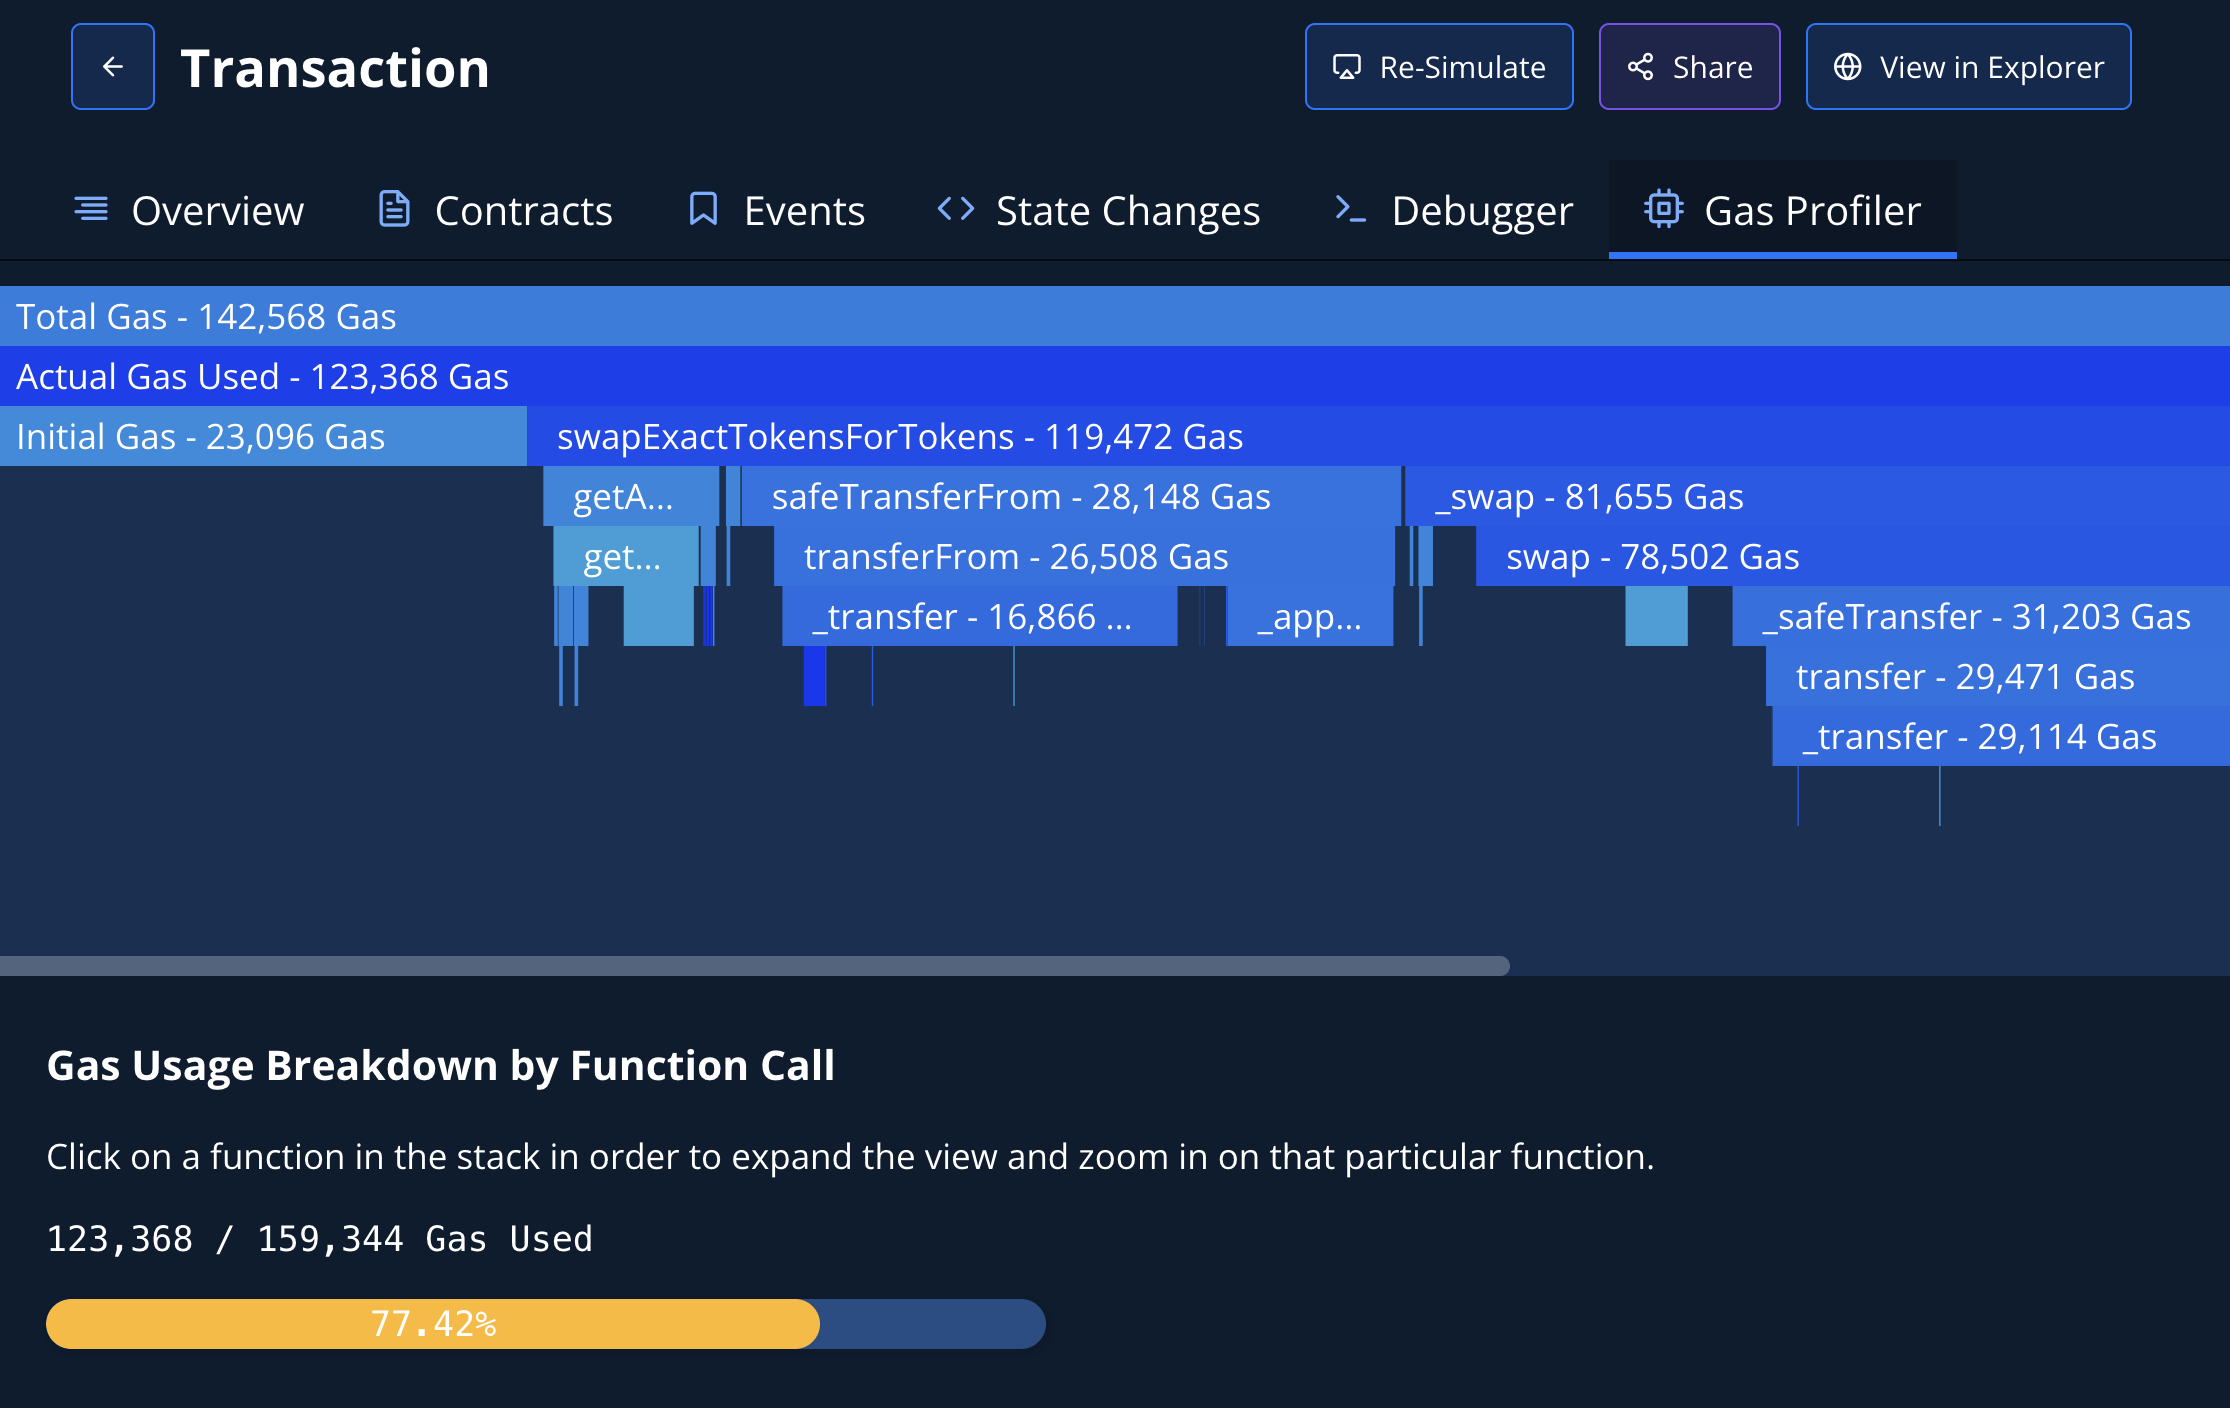 Transaction
Re-Simulate
Share
View in Explorer
Overview
Contracts
Events
State Changes
Debugger
Gas Profiler
Total Gas - 142,568 Gas
Actual Gas Used - 123,368 Gas
Initial Gas - 23,096 Gas
swapExactTokensForTokens - 119,472 Gas
getA...
safeTransferFrom - 28,148 Gas
_swap - 81,655 Gas
get...
transferFrom - 26,508 Gas
swap - 78,502 Gas
_transfer - 16,866 ...
_app...
_safeTransfer - 31,203 Gas
transfer - 29,471 Gas
_transfer - 29,114 Gas
Gas Usage Breakdown by Function Call
Click on a function in the stack in order to expand the view and zoom in on that particular function.
123,368 / 159,344 Gas Used
77.42%